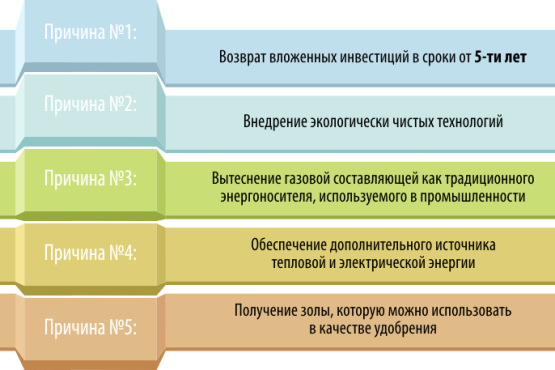 Причина №1:
Возврат вложенных инвестиций в сроки от 5-ти лет
Причина №2:
Внедрение экологически чистых технологий
Причина №3:
Вытеснение газовой составляющей как традиционного
энергоносителя, используемого в промышленности
Причина №4:
Обеспечение дополнительного источника
тепловой и электрической энергии
Причина №5:
Получение золы, которую можно использовать
в качестве удобрения